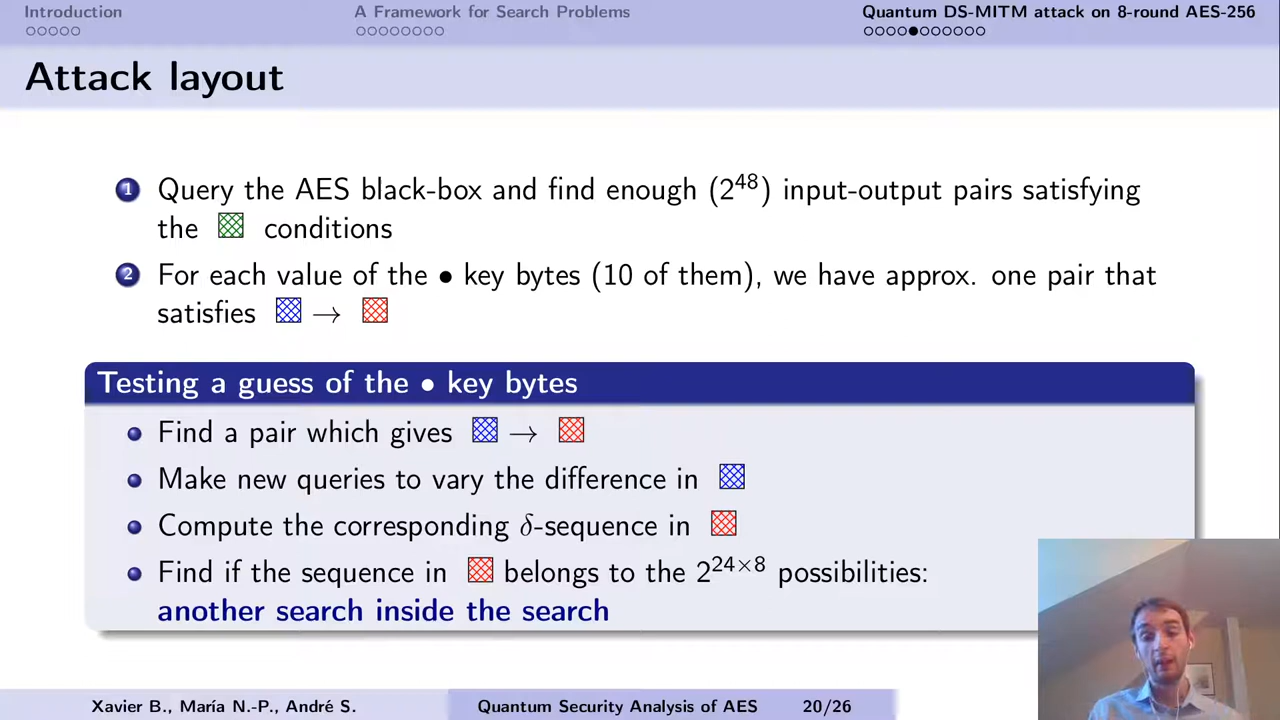 Introduction
A Framework for Search Problems
Quantum DS-MITM attack on 8-round AES-256
Attack layout
1 Query the AES black-box and find enough (2^48) input-output pairs satisfying
the conditions
2 For each value of the • key bytes (10 of them), we have approx. one pair that
satisfies →
Testing a guess of the • key bytes
Find a pair which gives →
Make new queries to vary the difference in
Compute the corresponding δ-sequence in
Find if the sequence in belongs to the 2^24×8 possibilities:
another search inside the search
Xavier B., María N.-P., André S.
Quantum Security Analysis of AES
20/26